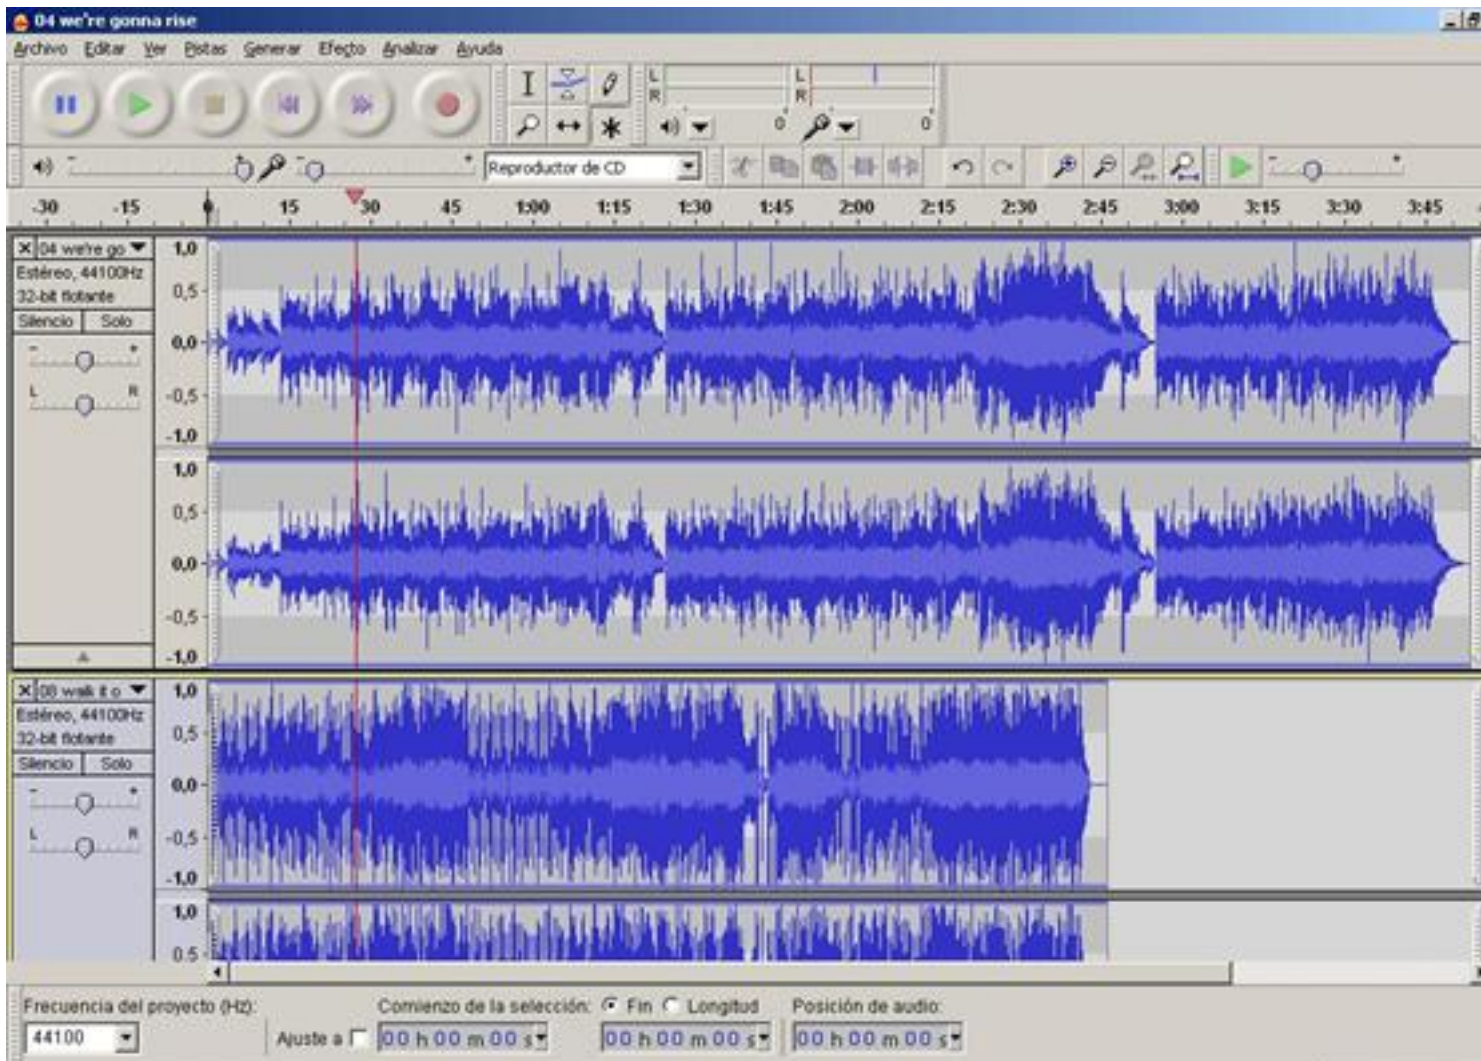 04 we're gonna rise
Archivo Editar Ver Pistas Generar Efecto Analizar Ayuda
L
R
L
R
0
0
Reproductor de CD
-30 -15 0 15 30 45 1:00 1:15 1:30 1:45 2:00 2:15 2:30 2:45 3:00 3:15 3:30 3:45
04 we're go
Estéreo, 44100Hz
32-bit flotante
Silencio Solo
- +
L R
1,0
0,5
0,0
-0,5
-1,0
1,0
0,5
0,0
-0,5
-1,0
08 walk it o
Estéreo, 44100Hz
32-bit flotante
Silencio Solo
- +
L R
1,0
0,5
0,0
-0,5
-1,0
1,0
0,5
Frecuencia del proyecto (Hz): Comienzo de la selección: Fin Longitud Posición de audio:
44100 Ajuste a 00 h 00 m 00 s 00 h 00 m 00 s 00 h 00 m 00 s